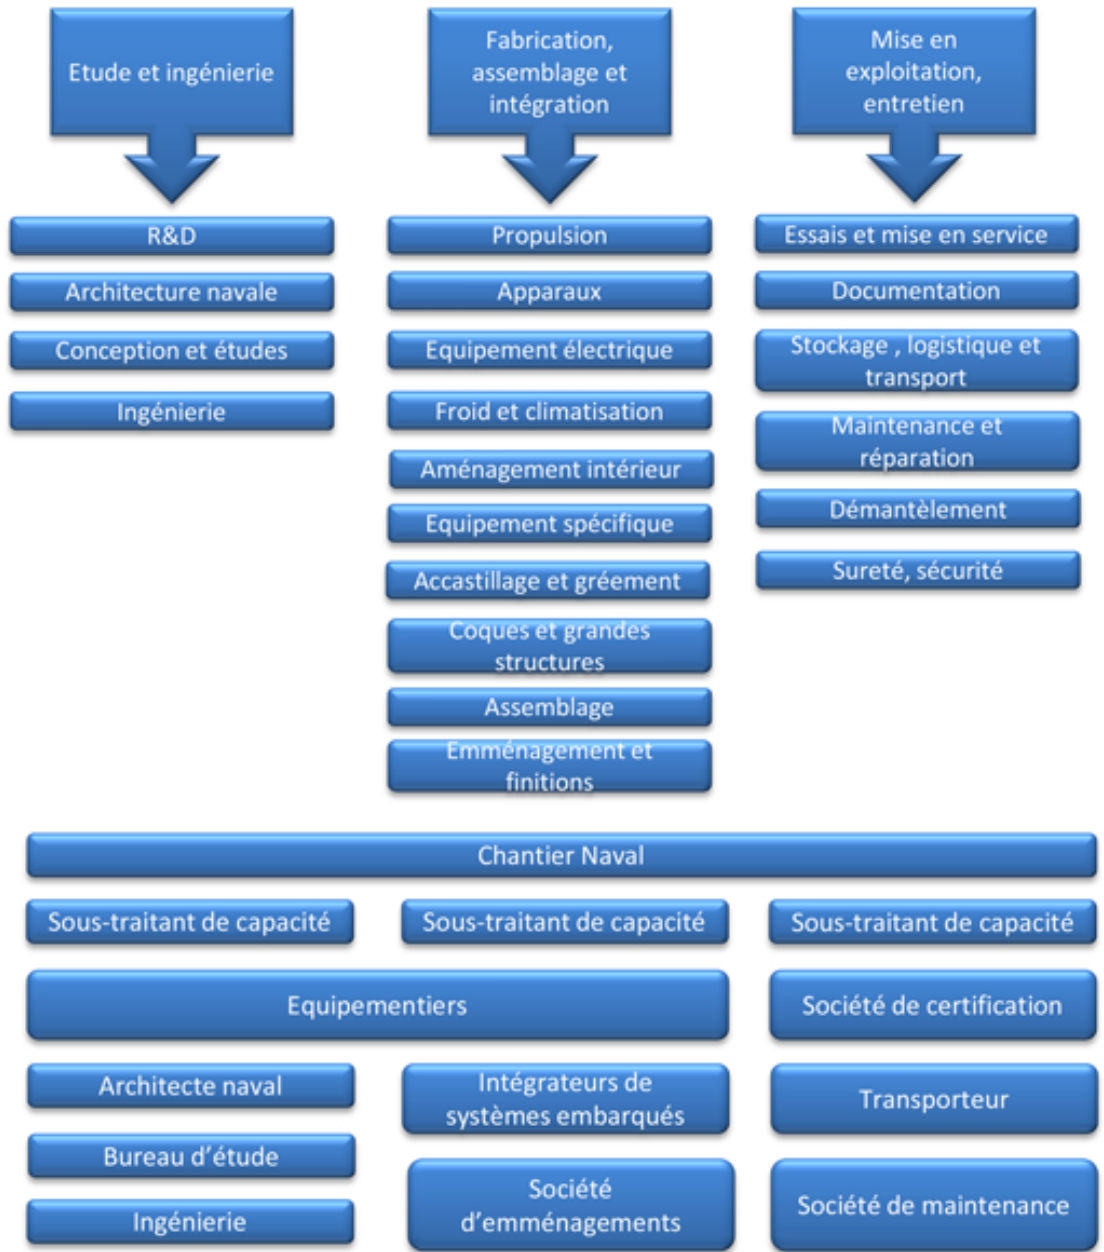 Etude et ingénierie
Fabrication,
assemblage et
intégration
Mise en
exploitation,
entretien
R&D
Architecture navale
Conception et études
Ingénierie
Propulsion
Apparaux
Equipement électrique
Froid et climatisation
Aménagement intérieur
Equipement spécifique
Accastillage et gréement
Coques et grandes
structures
Assemblage
Emménagement et
finitions
Essais et mise en service
Documentation
Stockage , logistique et
transport
Maintenance et
réparation
Démantèlement
Sureté, sécurité
Chantier Naval
Sous-traitant de capacité
Sous-traitant de capacité
Sous-traitant de capacité
Equipementiers
Société de certification
Architecte naval
Intégrateurs de
systèmes embarqués
Transporteur
Bureau d'étude
Ingénierie
Société
d'emménagements
Société de maintenance